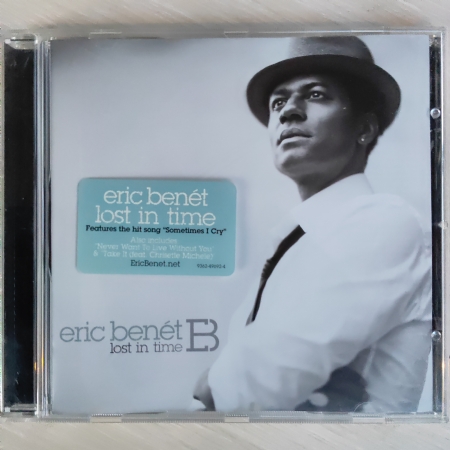 eric benét
lost in time
Features the hit song "Sometimes I Cry"
Also includes
"Never Want To Live Without You"
& "Take 3 (feat. Chrisette Michele)
EricBenet.net
eric benét
lost in time
EB